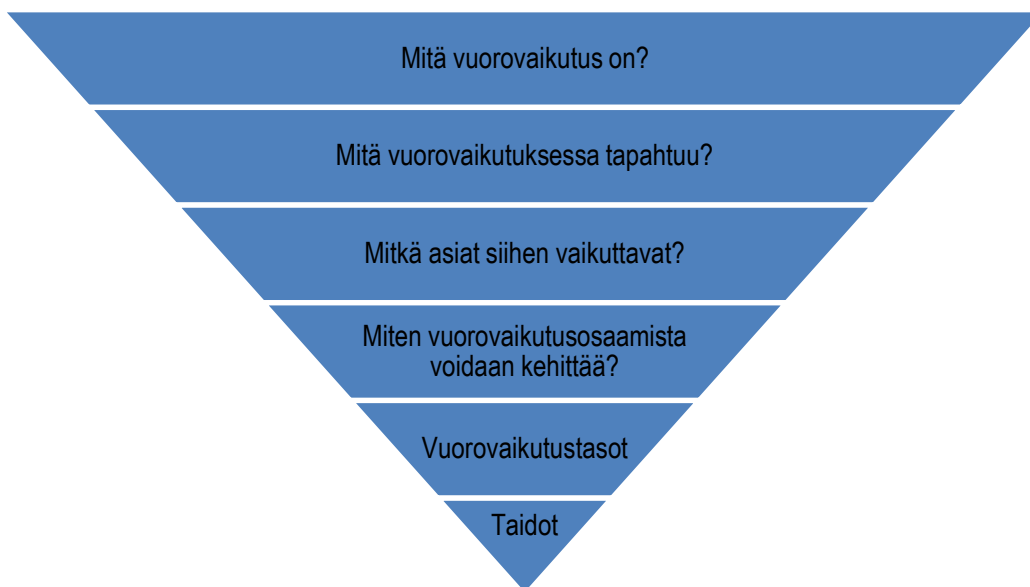 Mitä vuorovaikutus on?
Mitä vuorovaikutuksessa tapahtuu?
Mitkä asiat siihen vaikuttavat?
Miten vuorovaikutusosaamista
voidaan kehittää?
Vuorovaikutustasot
Taidot